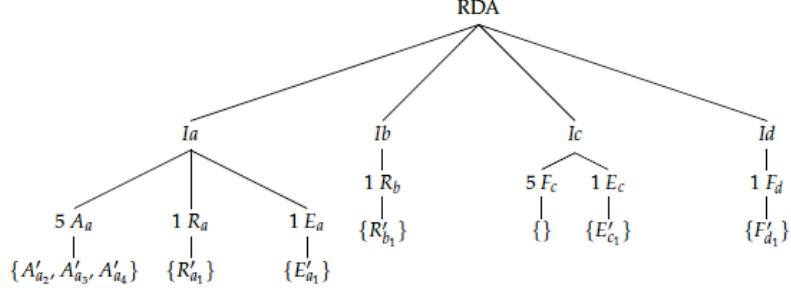 RDA
Ia Ib Ic Id
1 R_b 5 F_c 1 E_c 1 F_d
5 A_a 1 R_a 1 E_a
{R'_{b_1}} {} {E'_{c_1}} {F'_{d_1}}
{A'_{a_2}, A'_{a_3}, A'_{a_4}} {R'_{a_1}} {E'_{a_1}}